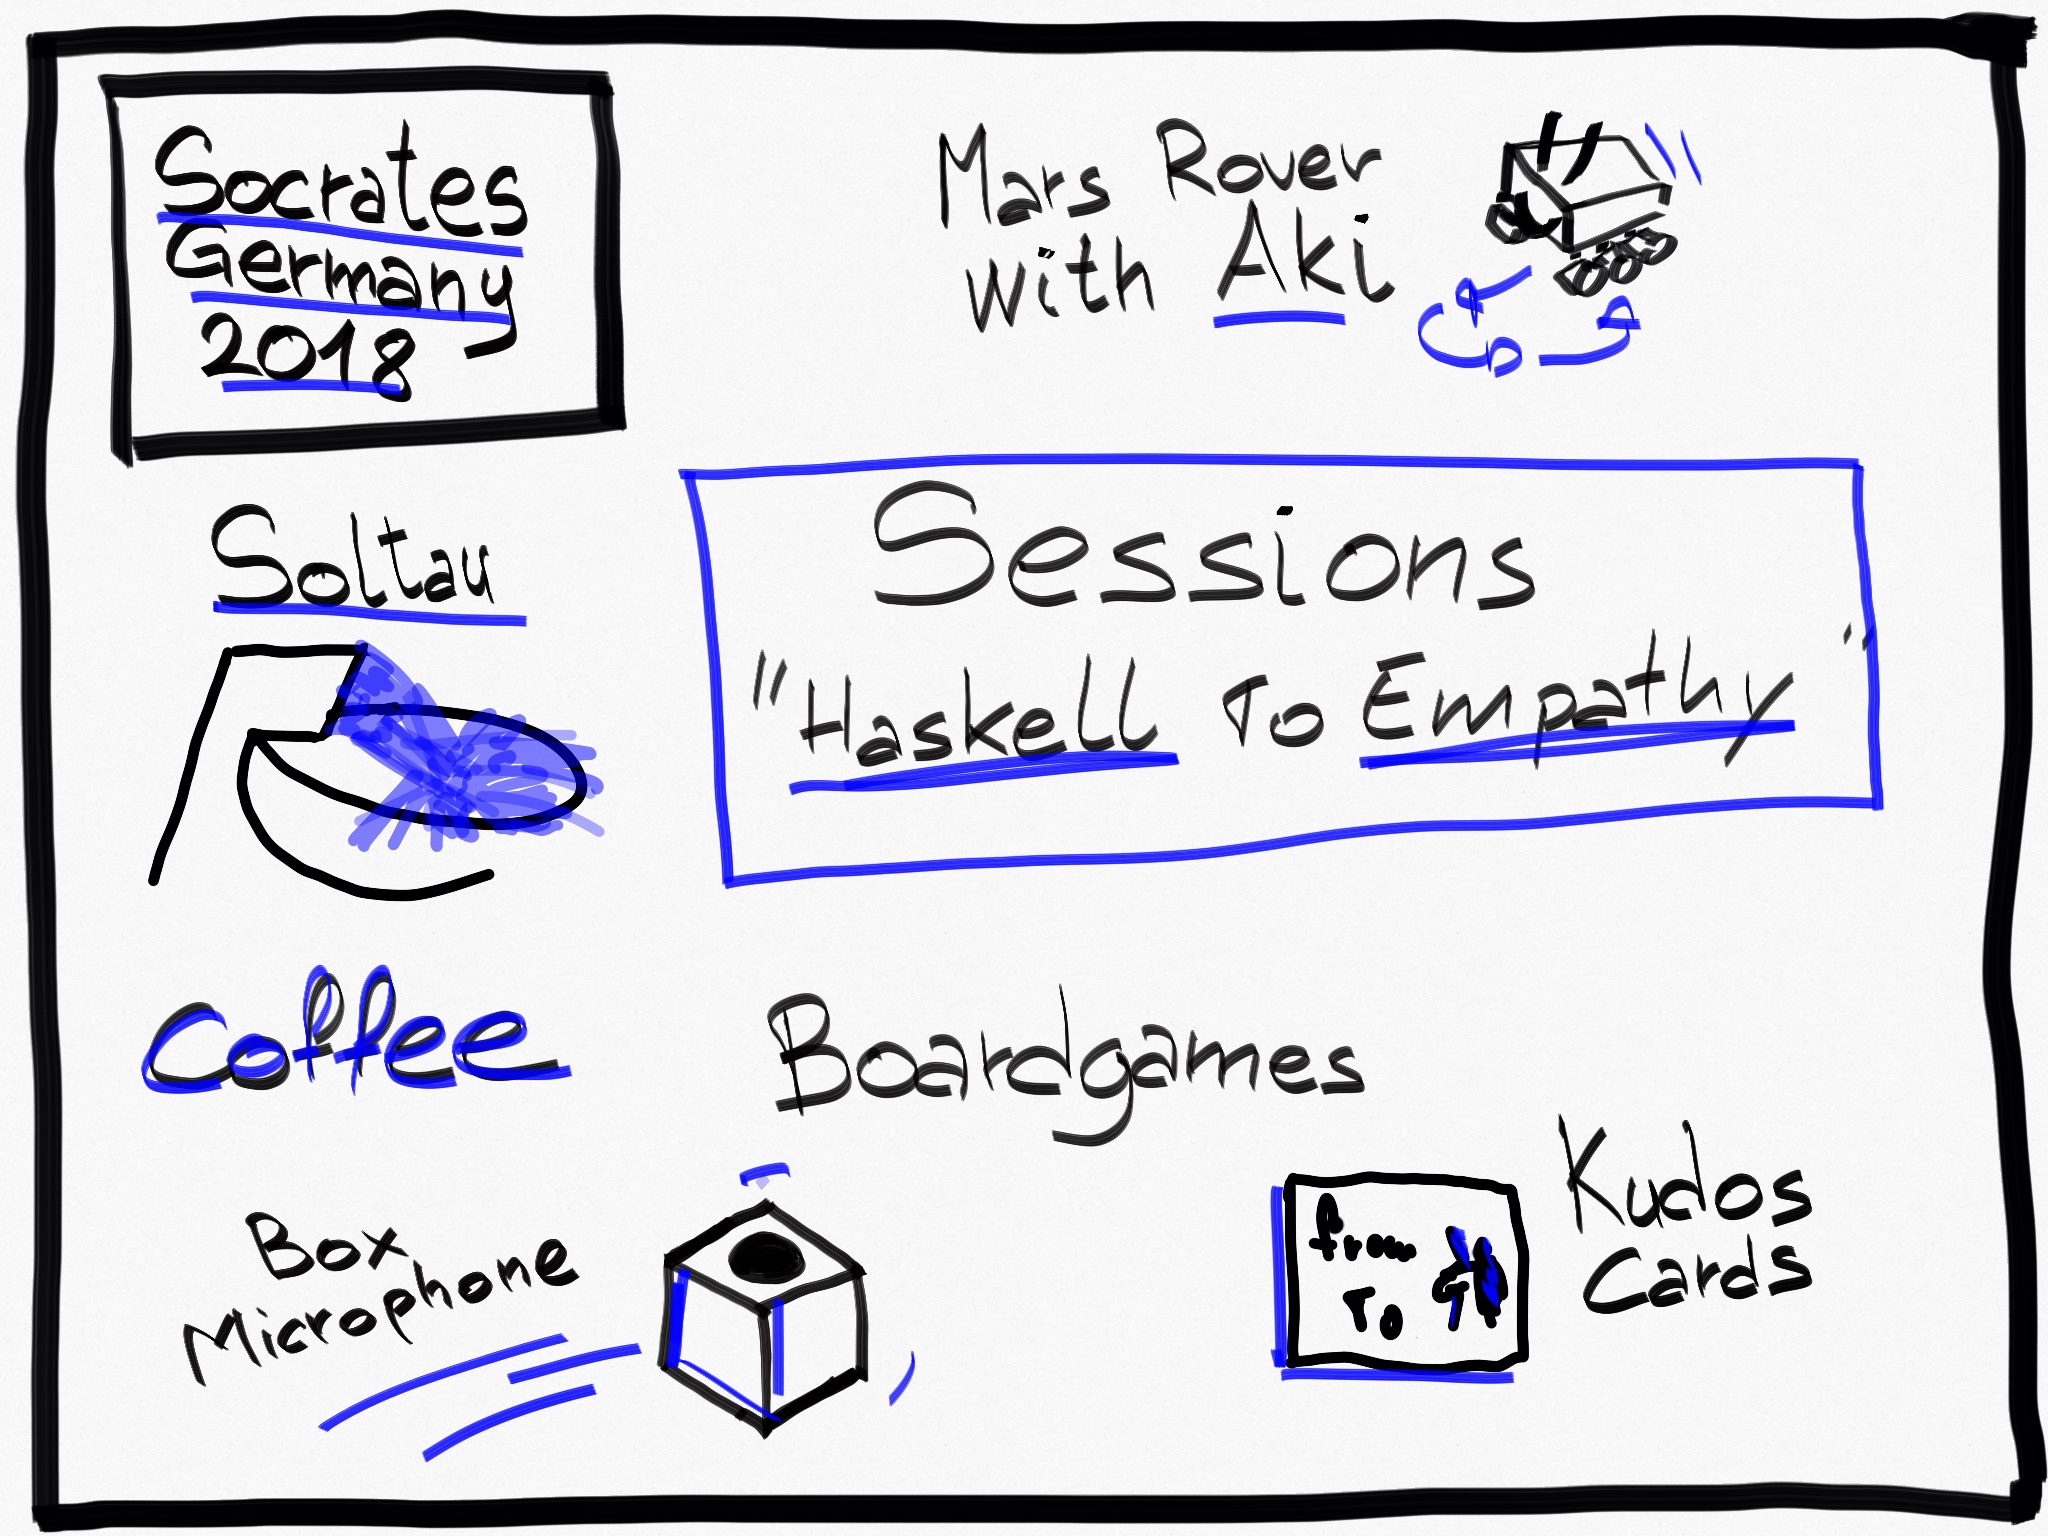 Socrates
Germany
2018
Mars Rover
with Aki
Soltau
Sessions
"Haskell To Empathy"
Coffee
Boardgames
Box
Microphone
from
To
Kudos
Cards